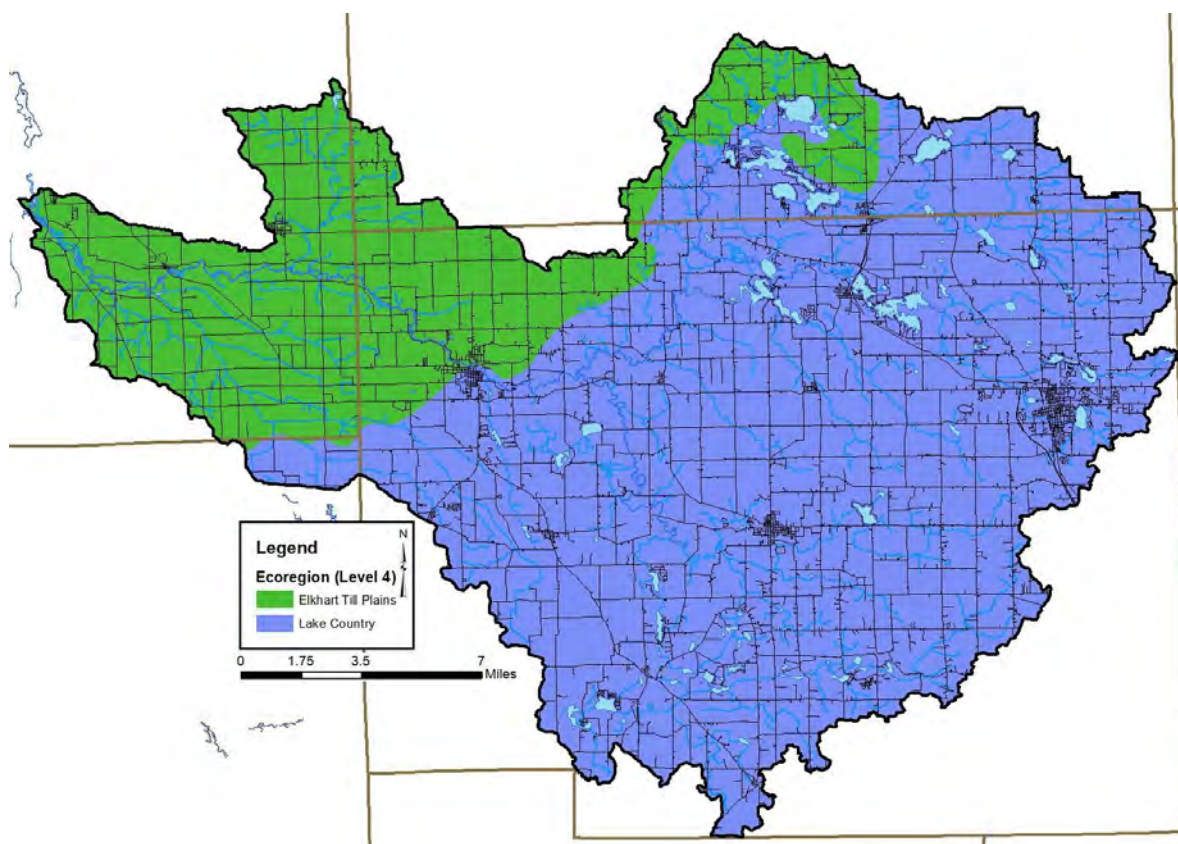 Legend
N
Ecoregion (Level 4)
Elkhart Till Plains
Lake Country
0 1.75 3.5 7
Miles